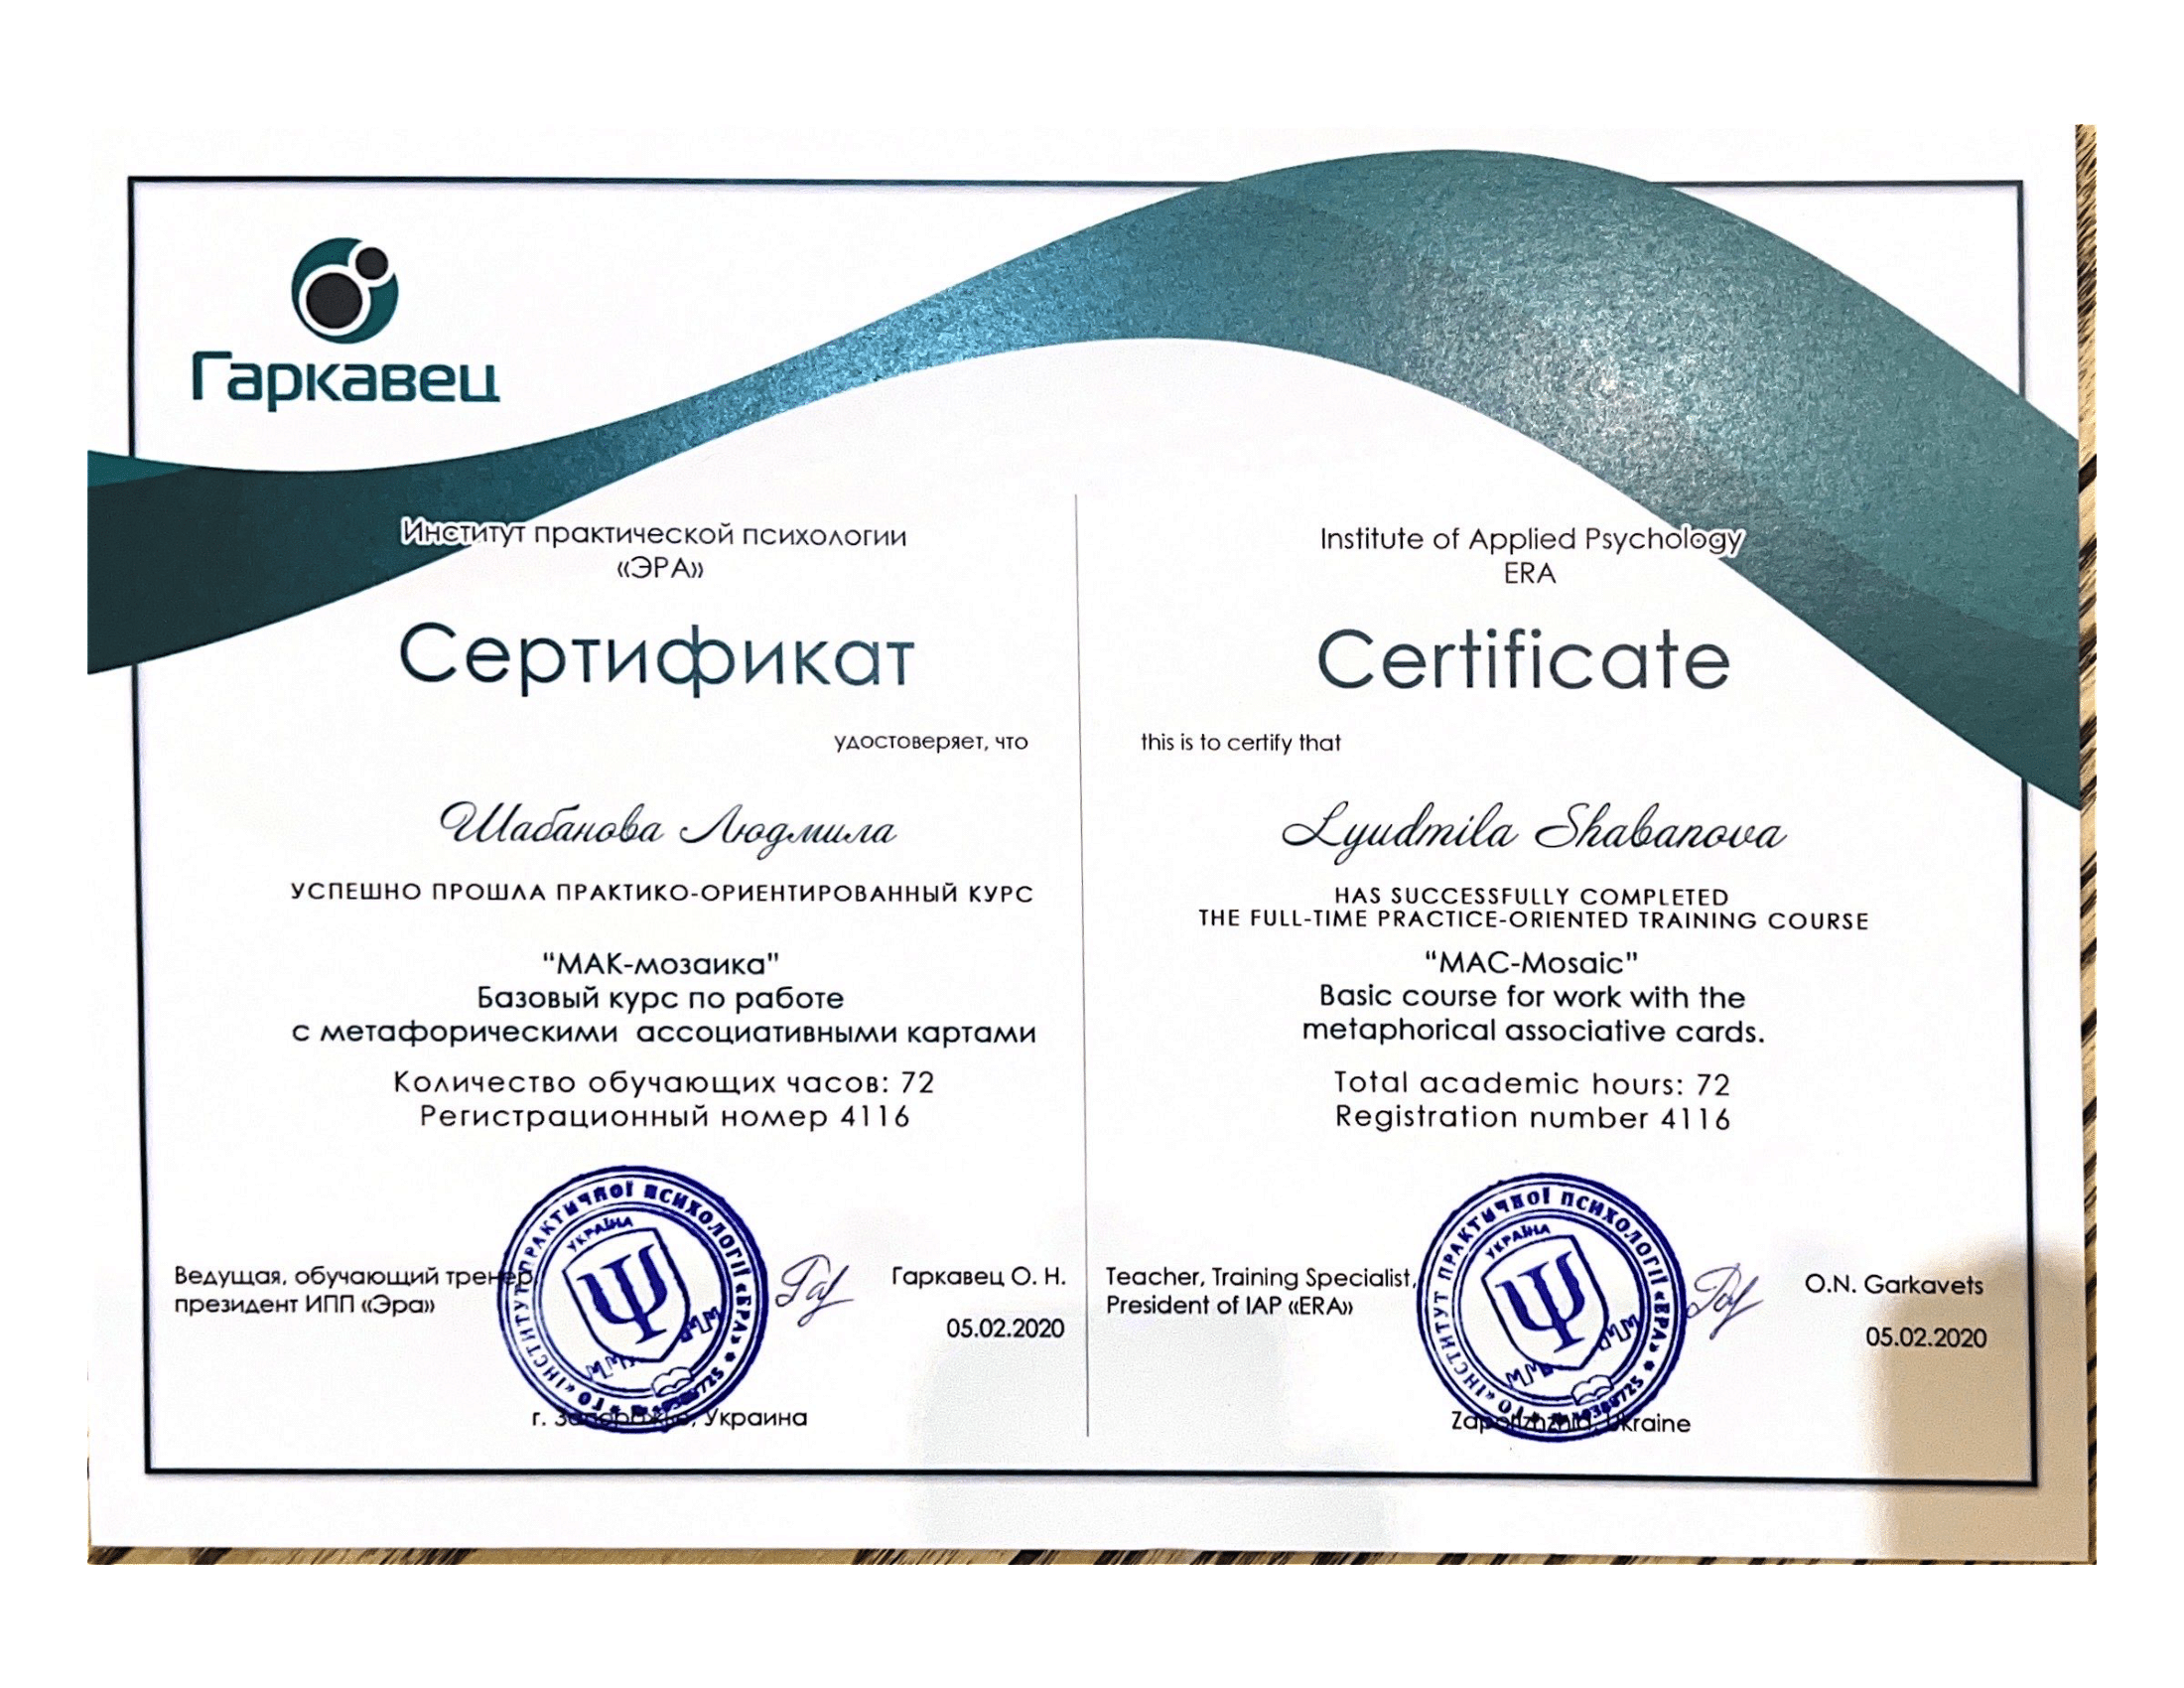 Гаркавец
Институт практической психологии
«ЭРА»
Сертификат
удостоверяет, что
Шабанова Людмила
УСПЕШНО ПРОШЛА ПРАКТИКО-ОРИЕНТИРОВАННЫЙ КУРС
“МАК-мозаика”
Базовый курс по работе
с метафорическими ассоциативными картами
Количество обучающих часов: 72
Регистрационный номер 4116
Ведущая, обучающий тренер,
президент ИПП «Эра»
Гаркавец О. Н.
05.02.2020
г. Запорожье, Украина
ІНСТИТУТ ПРАКТИЧНОЇ ПСИХОЛОГІЇ «ЕРА»
УКРАЇНА
Institute of Applied Psychology
ERA
Certificate
this is to certify that
Lyudmila Shabanova
HAS SUCCESSFULLY COMPLETED
THE FULL-TIME PRACTICE-ORIENTED TRAINING COURSE
“MAC-Mosaic”
Basic course for work with the
metaphorical associative cards.
Total academic hours: 72
Registration number 4116
Teacher, Training Specialist,
President of IAP «ERA»
O.N. Garkavets
05.02.2020
Zaporizhzhia, Ukraine
ГО «ІНСТИТУТ ПРАКТИЧНОЇ ПСИХОЛОГІЇ «ЕРА»
УКРАЇНА